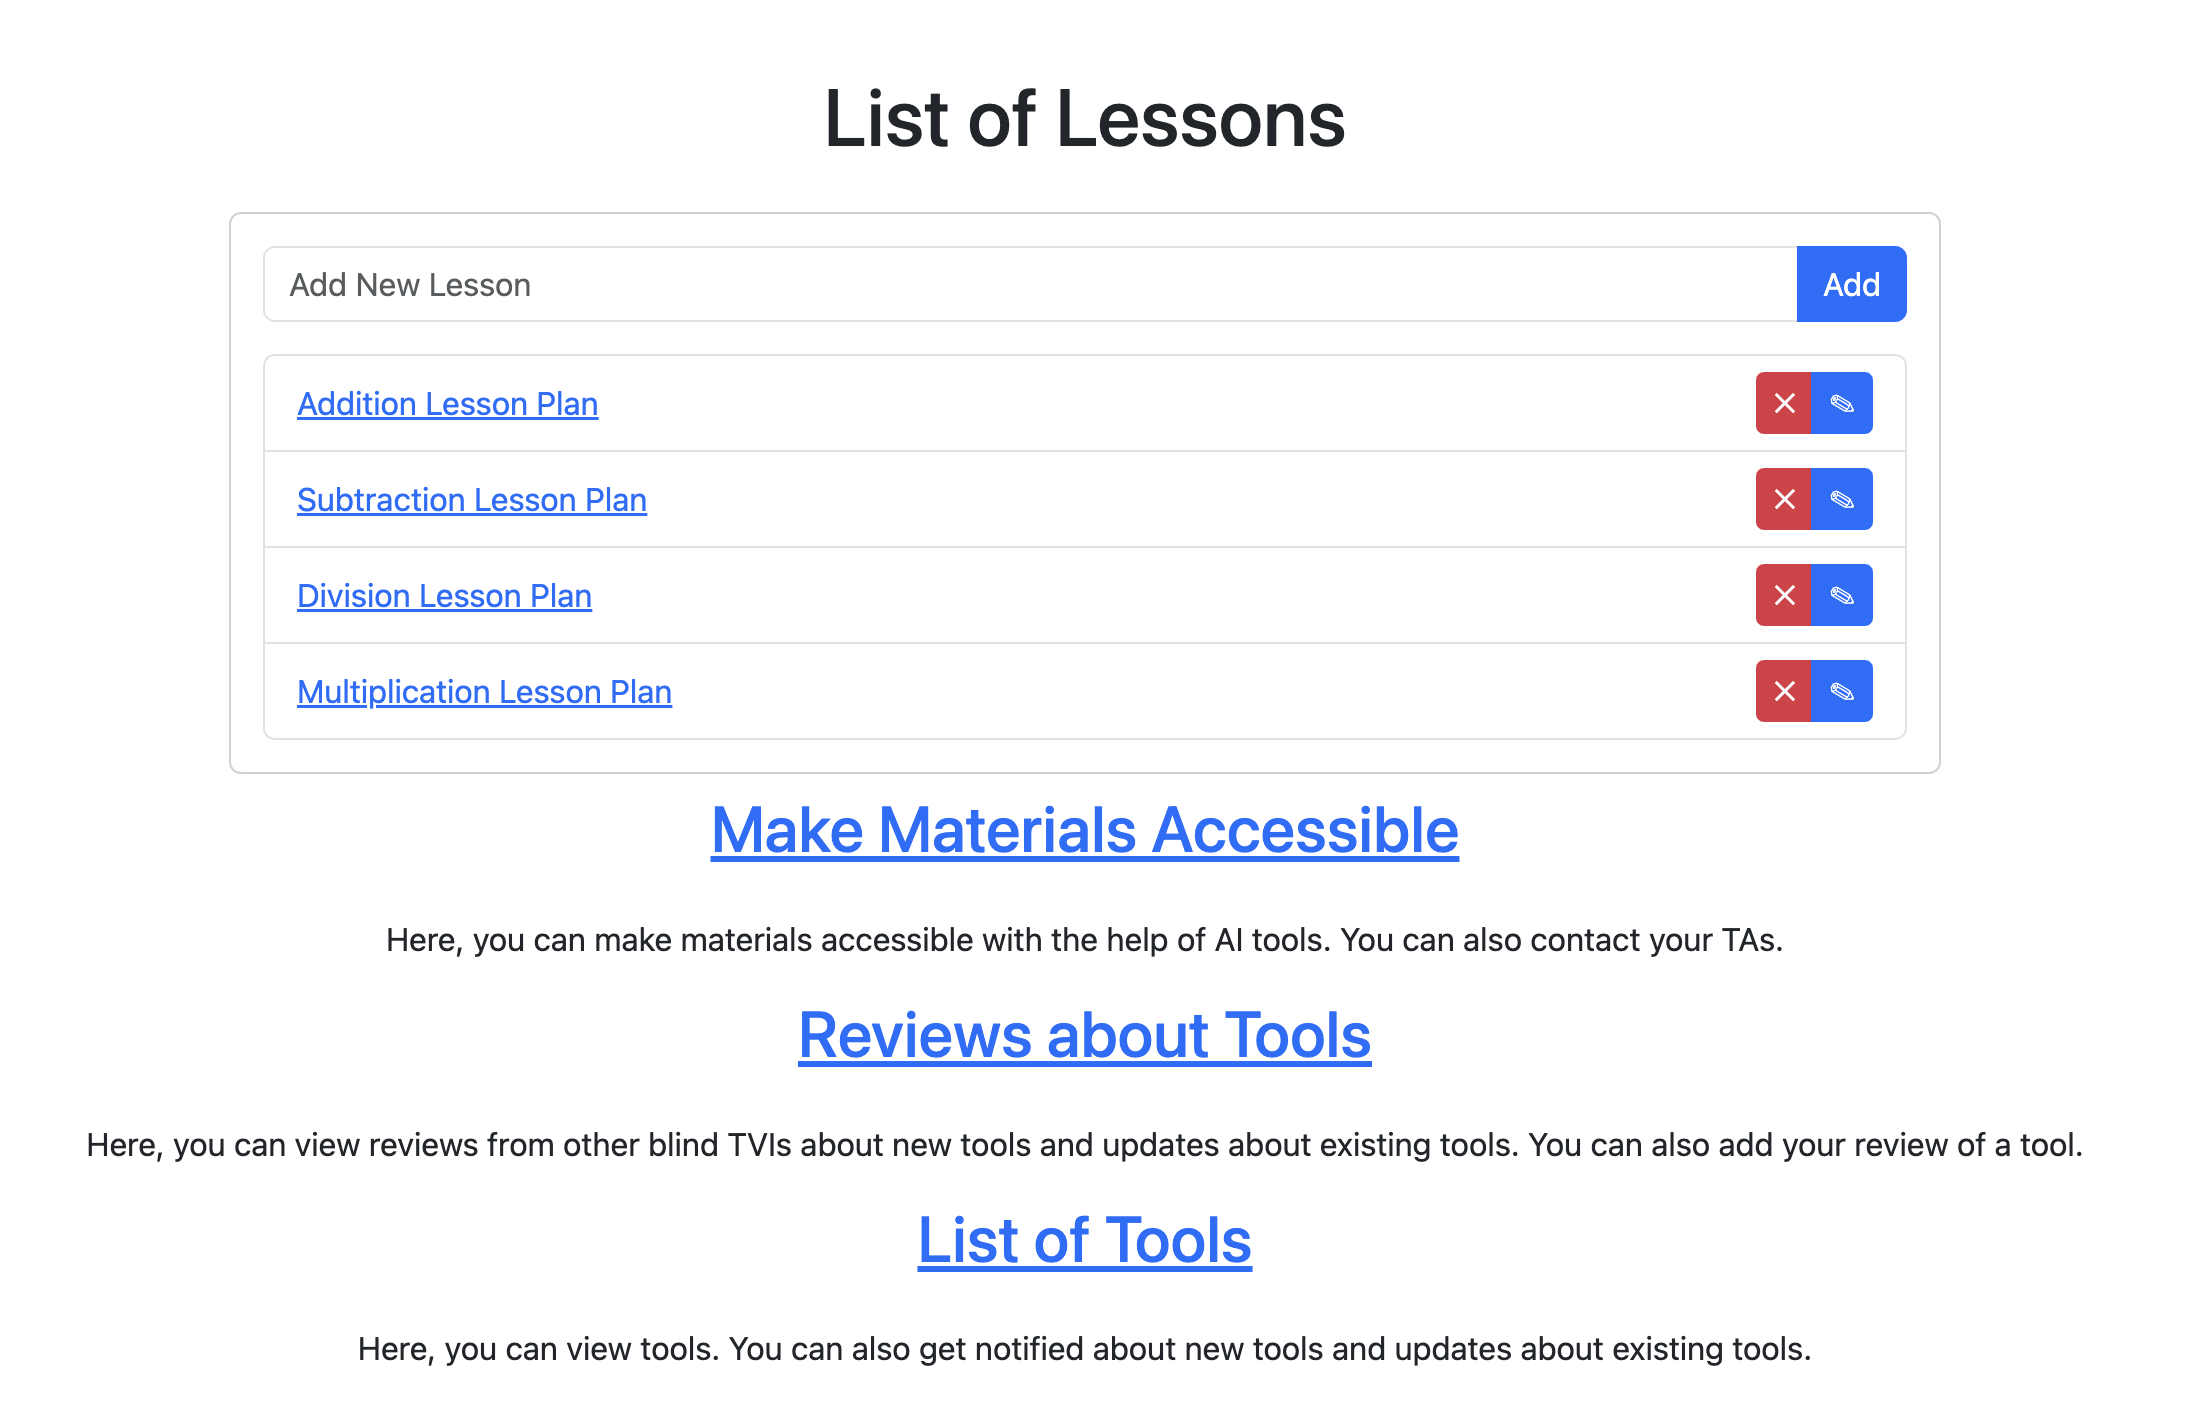 List of Lessons
Add New Lesson
Add
Addition Lesson Plan
Subtraction Lesson Plan
Division Lesson Plan
Multiplication Lesson Plan
Make Materials Accessible
Here, you can make materials accessible with the help of AI tools. You can also contact your TAs.
Reviews about Tools
Here, you can view reviews from other blind TVIs about new tools and updates about existing tools. You can also add your review of a tool.
List of Tools
Here, you can view tools. You can also get notified about new tools and updates about existing tools.